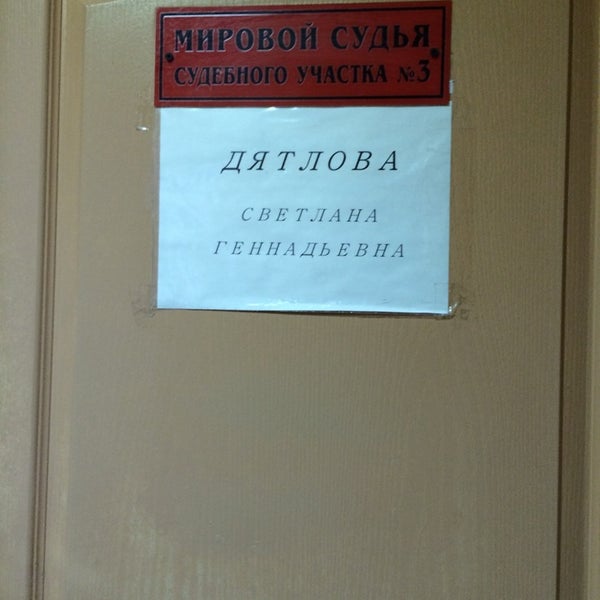 МИРОВОЙ СУДЬЯ
СУДЕБНОГО УЧАСТКА №3
ДЯТЛОВА
СВЕТЛАНА
ГЕННАДЬЕВНА